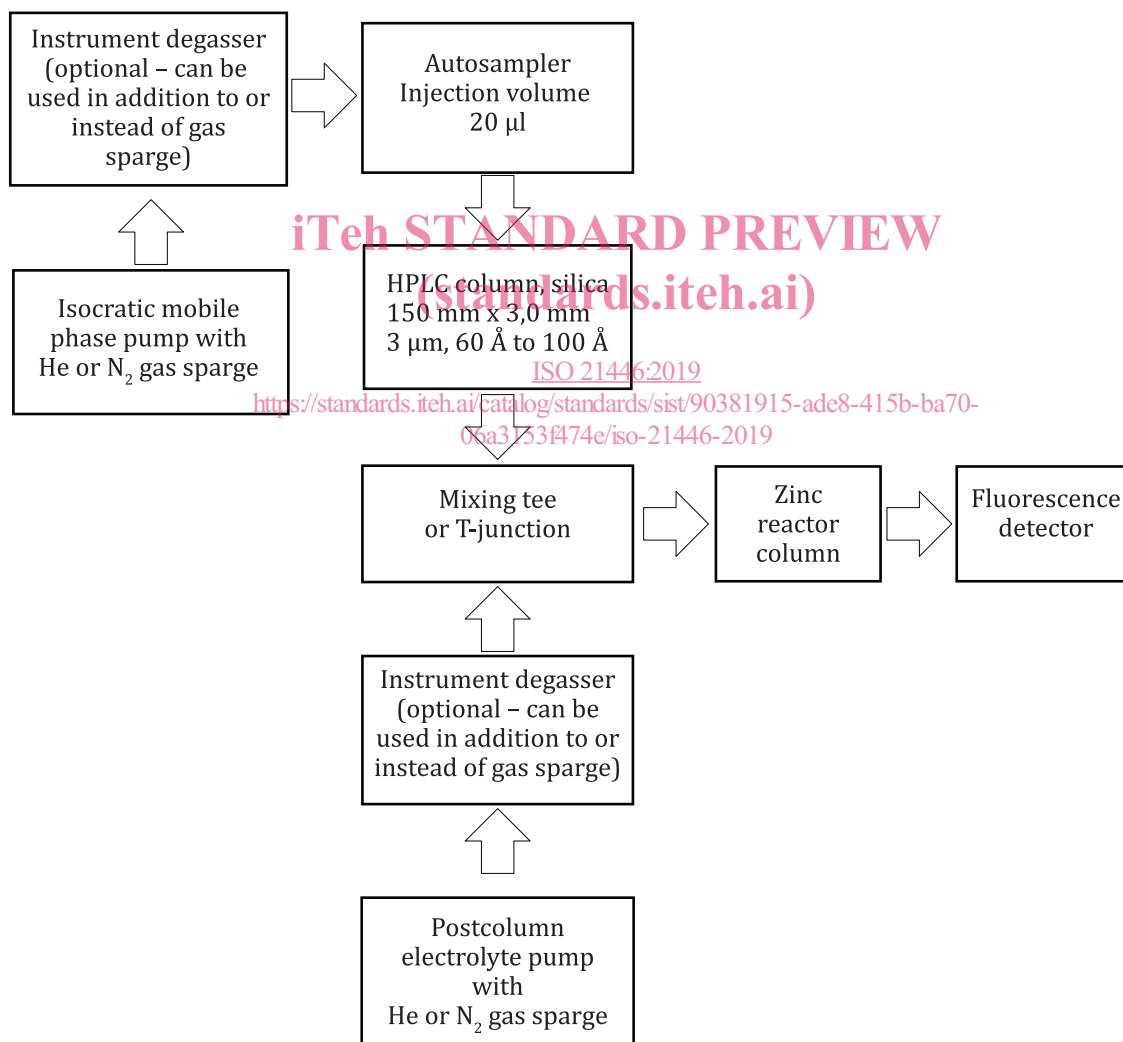 Instrument degasser
(optional – can be
used in addition to or
instead of gas
sparge)
Autosampler
Injection volume
20 µl
iTeh STANDARD PREVIEW
(standards.iteh.ai)
Isocratic mobile
phase pump with
He or N₂ gas sparge
HPLC column, silica
150 mm x 3,0 mm
3 µm, 60 Å to 100 Å
ISO 21446:2019
https://standards.iteh.ai/catalog/standards/sist/90381915-ade8-415b-ba70-
06a3153f474e/iso-21446-2019
Mixing tee
or T-junction
Zinc
reactor
column
Fluorescence
detector
Instrument degasser
(optional – can be
used in addition to or
instead of gas sparge)
Postcolumn
electrolyte pump
with
He or N₂ gas sparge